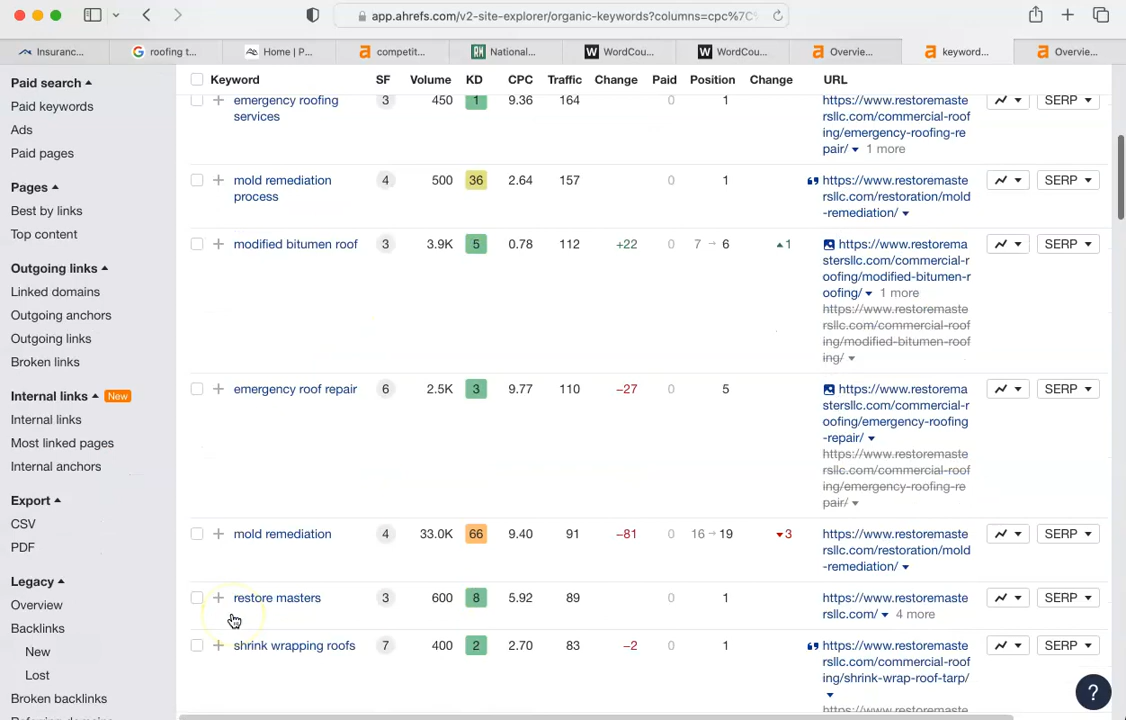 app.ahrefs.com/v2-site-explorer/organic-keywords?columns=cpc%7C%
Insuranc...
roofing t...
Home | P...
competit...
National...
WordCou...
WordCou...
Overvie...
keyword...
Overvie...
Paid search
Paid keywords
Ads
Paid pages
Pages
Best by links
Top content
Outgoing links
Linked domains
Outgoing anchors
Outgoing links
Broken links
Internal links New
Internal links
Most linked pages
Internal anchors
Export
CSV
PDF
Legacy
Overview
Backlinks
New
Lost
Broken backlinks
Keyword SF Volume KD CPC Traffic Change Paid Position Change URL
emergency roofing
services
3 450 1 9.36 164 0 1
https://www.restoremaste
rsllc.com/commercial-roof
ing/emergency-roofing-re
pair/ 1 more
SERP
mold remediation
process
4 500 36 2.64 157 0 1
https://www.restoremaste
rsllc.com/restoration/mold
-remediation/
SERP
modified bitumen roof 3 3.9K 5 0.78 112 +22 0 7 → 6 1
https://www.restorema
stersllc.com/commercial-r
oofing/modified-bitumen-r
oofing/ 1 more
https://www.restoremaste
rsllc.com/commercial-roof
ing/modified-bitumen-roof
ing/
SERP
emergency roof repair 6 2.5K 3 9.77 110 −27 0 5
https://www.restorema
stersllc.com/commercial-r
oofing/emergency-roofing
-repair/
https://www.restoremaste
rsllc.com/commercial-roof
ing/emergency-roofing-re
pair/
SERP
mold remediation 4 33.0K 66 9.40 91 −81 0 16 → 19 3
https://www.restoremaste
rsllc.com/restoration/mold
-remediation/
SERP
restore masters 3 600 8 5.92 89 0 1
https://www.restoremaste
rsllc.com/ 4 more
SERP
shrink wrapping roofs 7 400 2 2.70 83 −2 0 1
https://www.restoremaste
rsllc.com/commercial-roof
ing/shrink-wrap-roof-tarp/
SERP
?